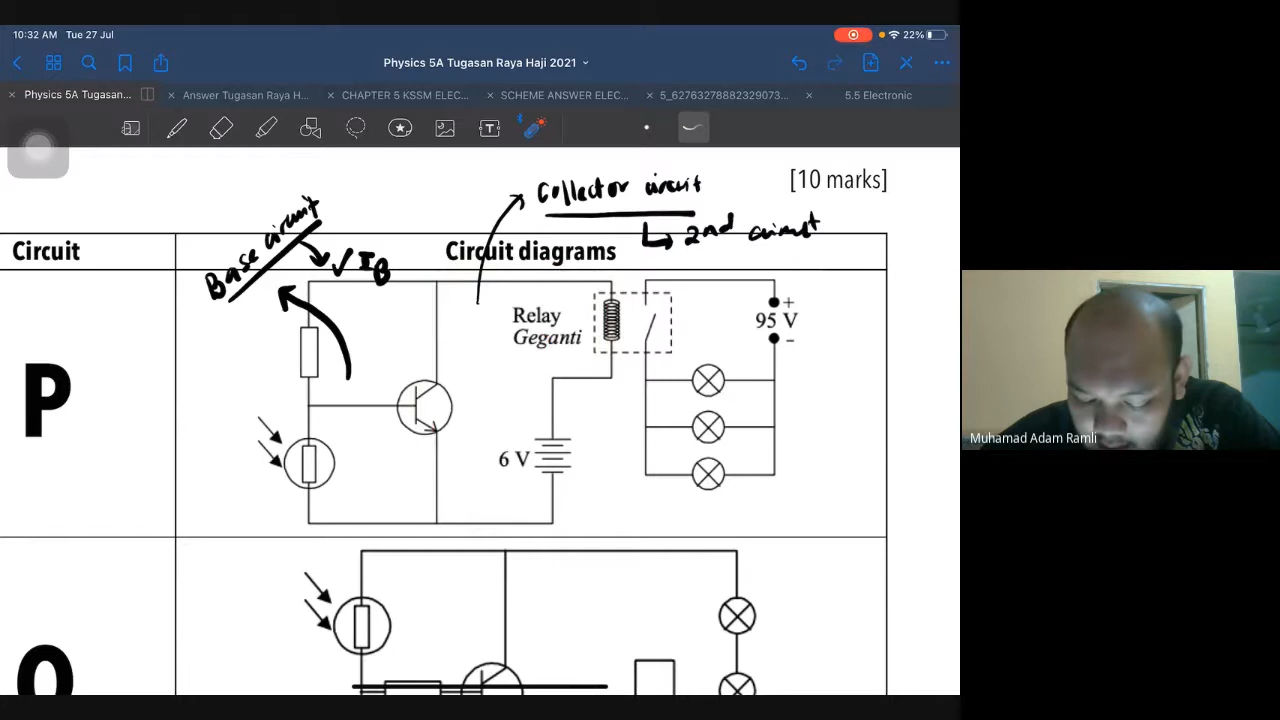 10:32 AM Tue 27 Jul
22%
Physics 5A Tugasan Raya Haji 2021
Physics 5A Tugasan...
Answer Tugasan Raya H...
CHAPTER 5 KSSM ELEC...
SCHEME ANSWER ELEC...
5_62763278882329073...
5.5 Electronic
[10 marks]
Collector circuit
2nd circuit
Base circuit
✓ IB
Circuit
Circuit diagrams
P
Relay
Geganti
95 V
+
-
6 V
Muhamad Adam Ramli